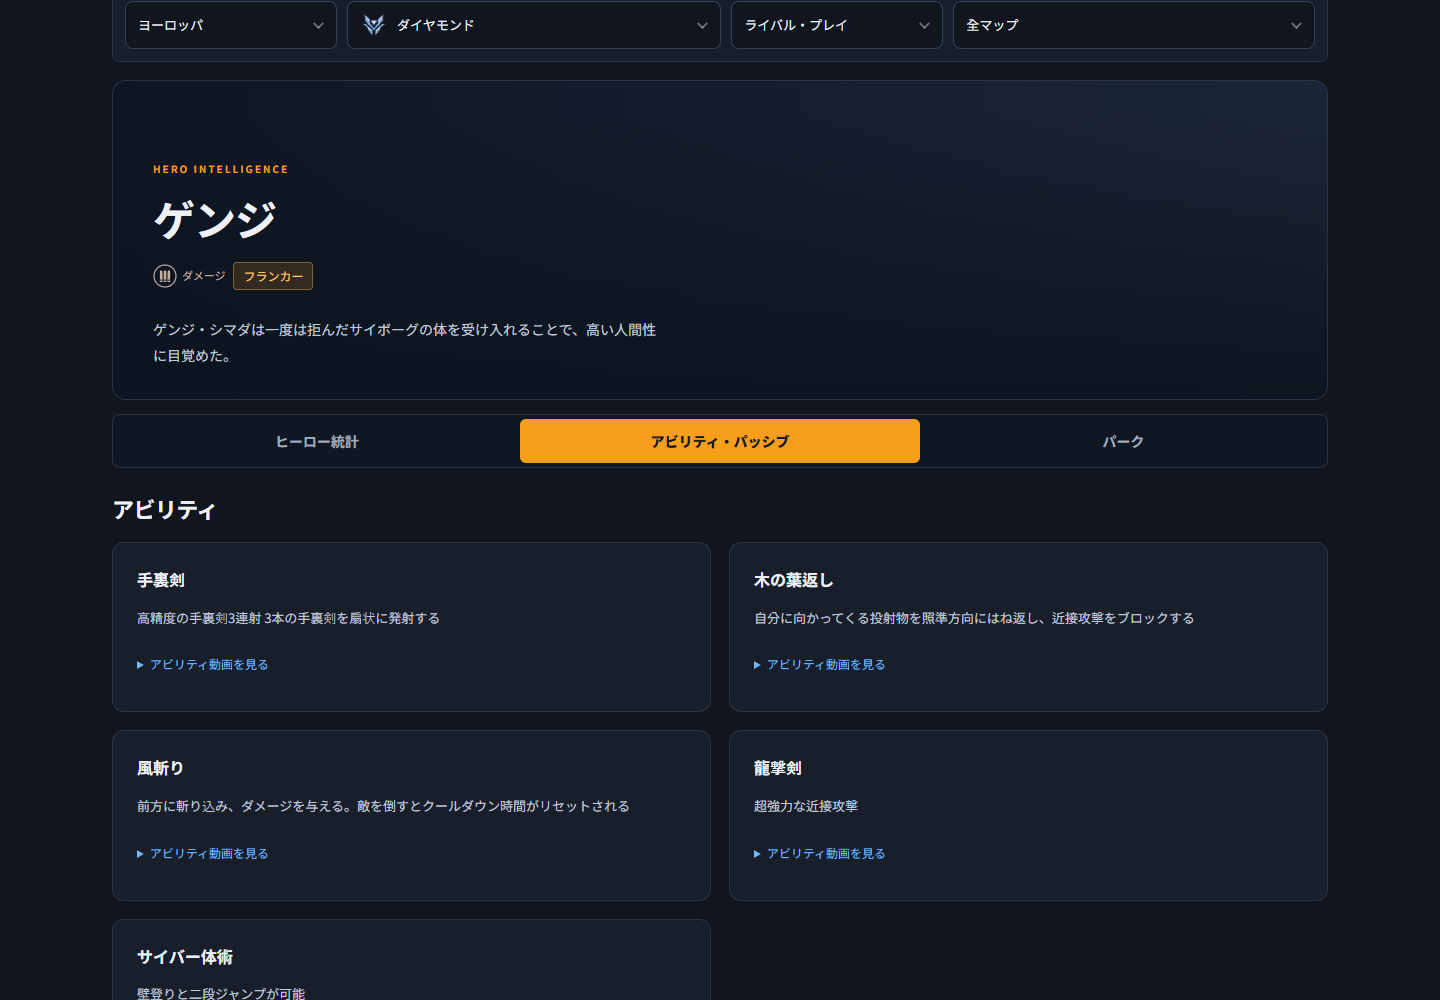 ヨーロッパ
ダイヤモンド
ライバル・プレイ
全マップ
HERO INTELLIGENCE
ゲンジ
ダメージ
フランカー
ゲンジ・シマダは一度は拒んだサイボーグの体を受け入れることで、高い人間性
に目覚めた。
ヒーロー統計
アビリティ・パッシブ
パーク
アビリティ
手裏剣
高精度の手裏剣3連射 3本の手裏剣を扇状に発射する
▶ アビリティ動画を見る
木の葉返し
自分に向かってくる投射物を照準方向にはね返し、近接攻撃をブロックする
▶ アビリティ動画を見る
風斬り
前方に斬り込み、ダメージを与える。敵を倒すとクールダウン時間がリセットされる
▶ アビリティ動画を見る
龍撃剣
超強力な近接攻撃
▶ アビリティ動画を見る
サイバー体術
壁登りと二段ジャンプが可能